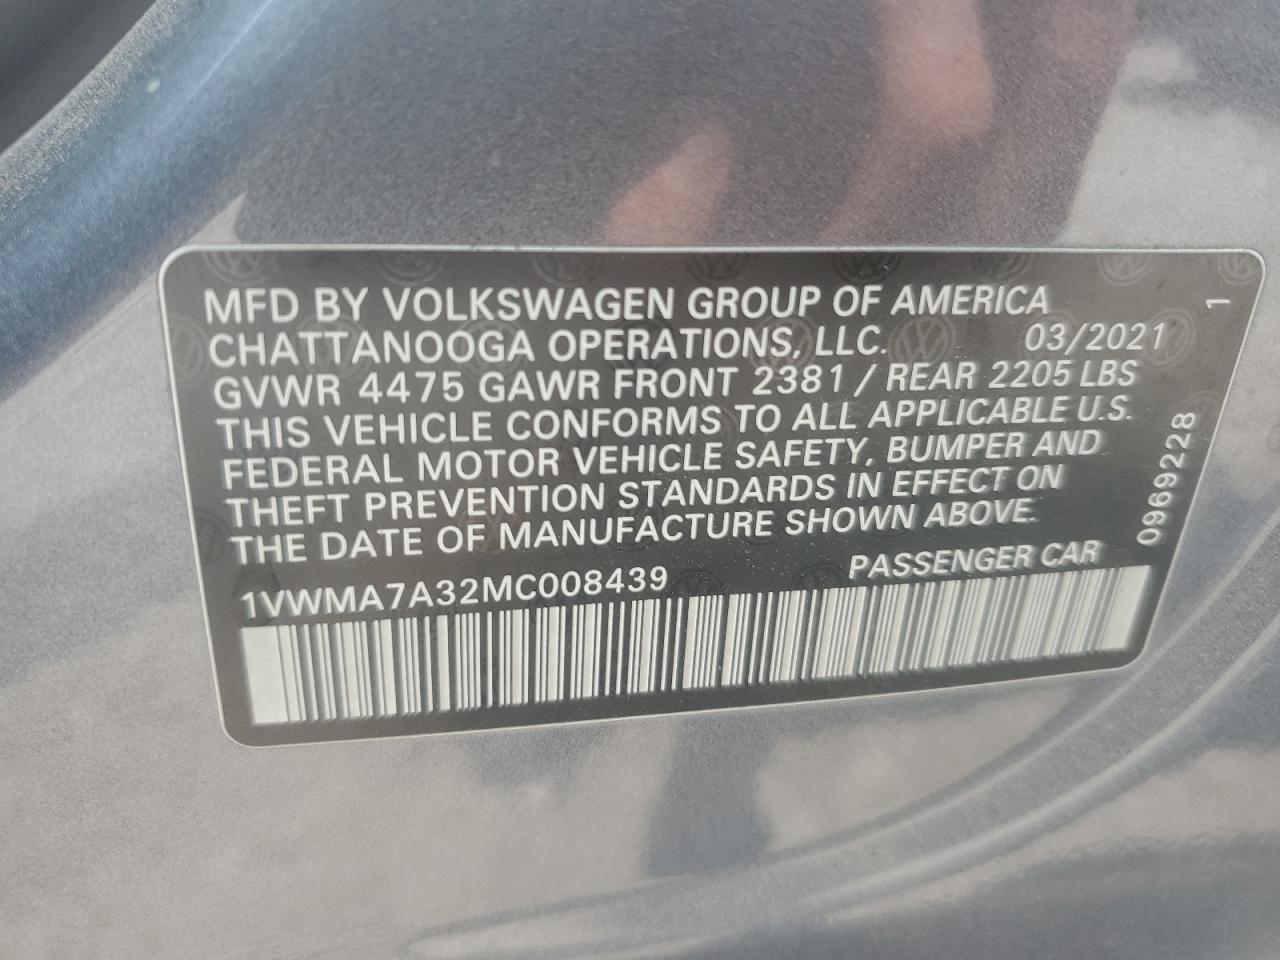 MFD BY VOLKSWAGEN GROUP OF AMERICA
CHATTANOOGA OPERATIONS, LLC. 03/2021 1
GVWR 4475 GAWR FRONT 2381 / REAR 2205 LBS
THIS VEHICLE CONFORMS TO ALL APPLICABLE U.S.
FEDERAL MOTOR VEHICLE SAFETY, BUMPER AND
THEFT PREVENTION STANDARDS IN EFFECT ON
THE DATE OF MANUFACTURE SHOWN ABOVE.
1VWMA7A32MC008439 PASSENGER CAR
0969228